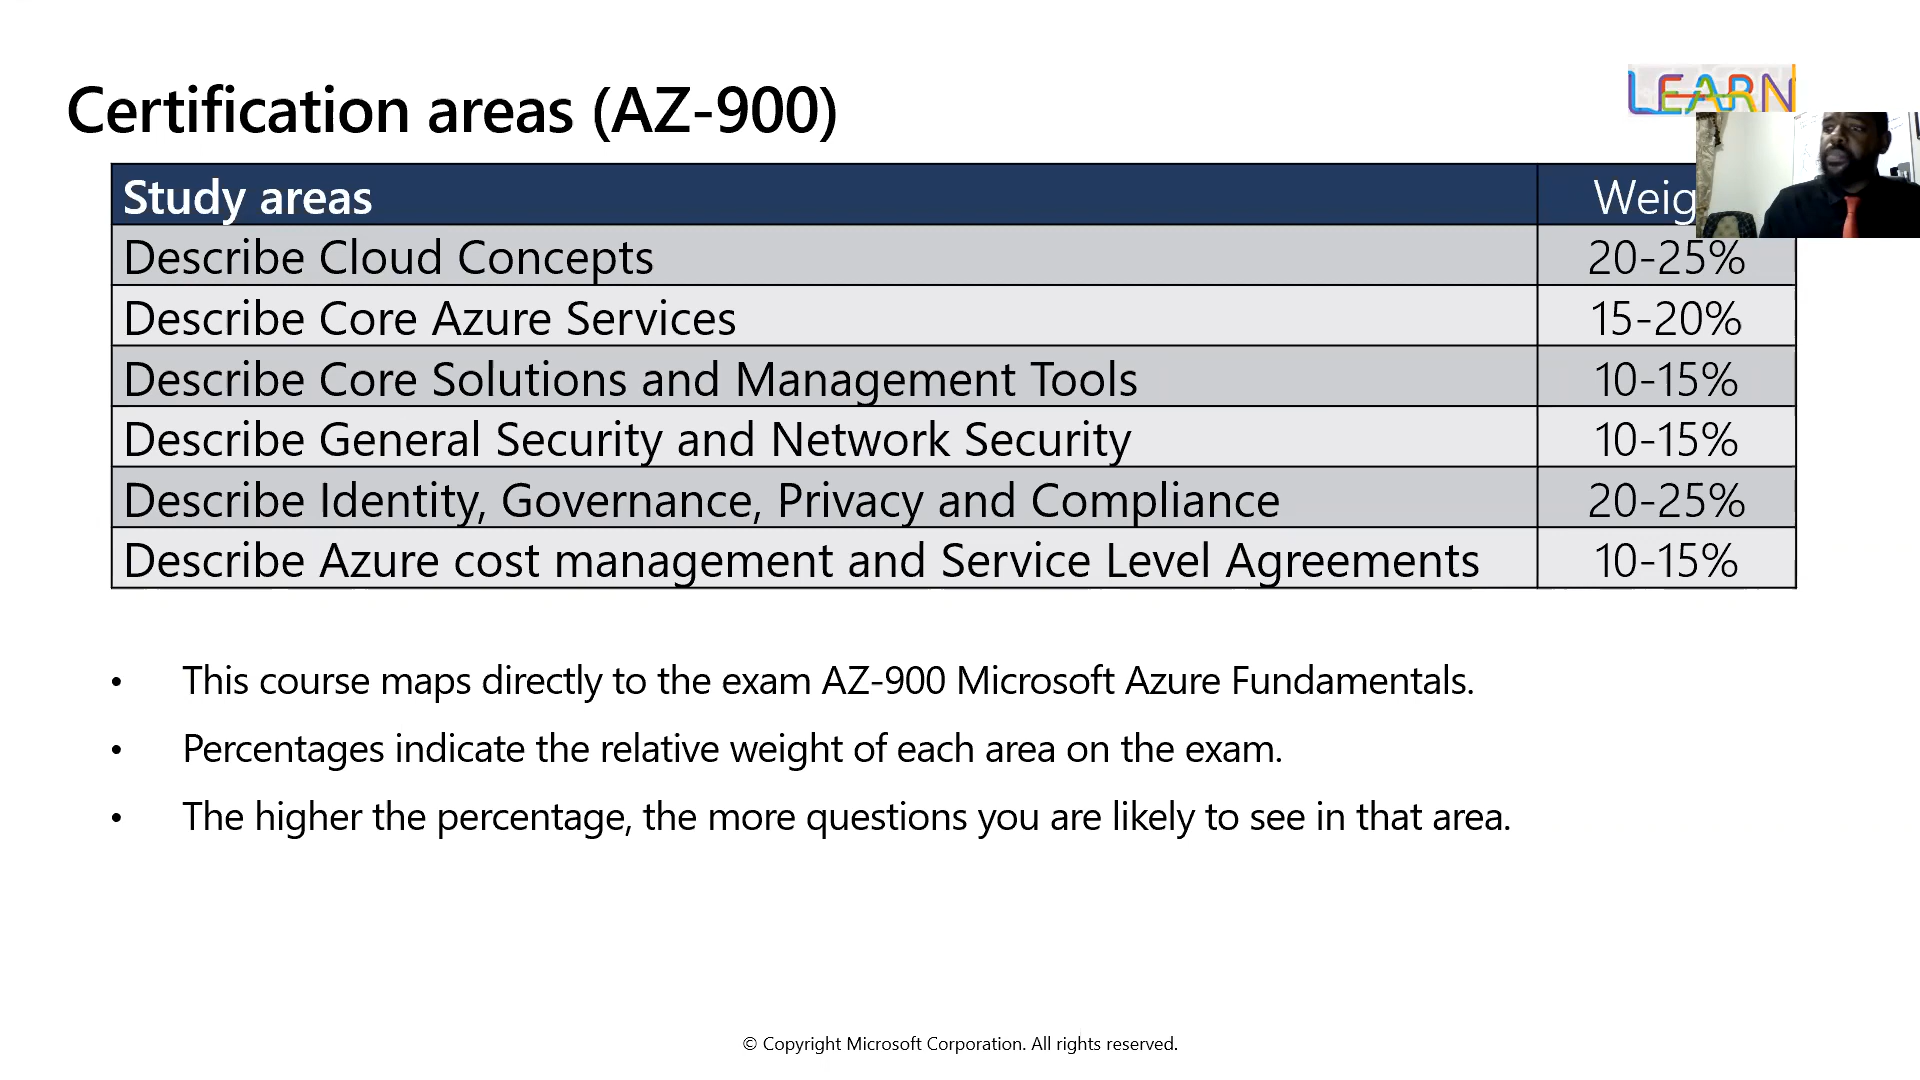 Certification areas (AZ-900)
LEARN
Study areas
Weig
Describe Cloud Concepts
20-25%
Describe Core Azure Services
15-20%
Describe Core Solutions and Management Tools
10-15%
Describe General Security and Network Security
10-15%
Describe Identity, Governance, Privacy and Compliance
20-25%
Describe Azure cost management and Service Level Agreements
10-15%
• This course maps directly to the exam AZ-900 Microsoft Azure Fundamentals.
• Percentages indicate the relative weight of each area on the exam.
• The higher the percentage, the more questions you are likely to see in that area.
© Copyright Microsoft Corporation. All rights reserved.